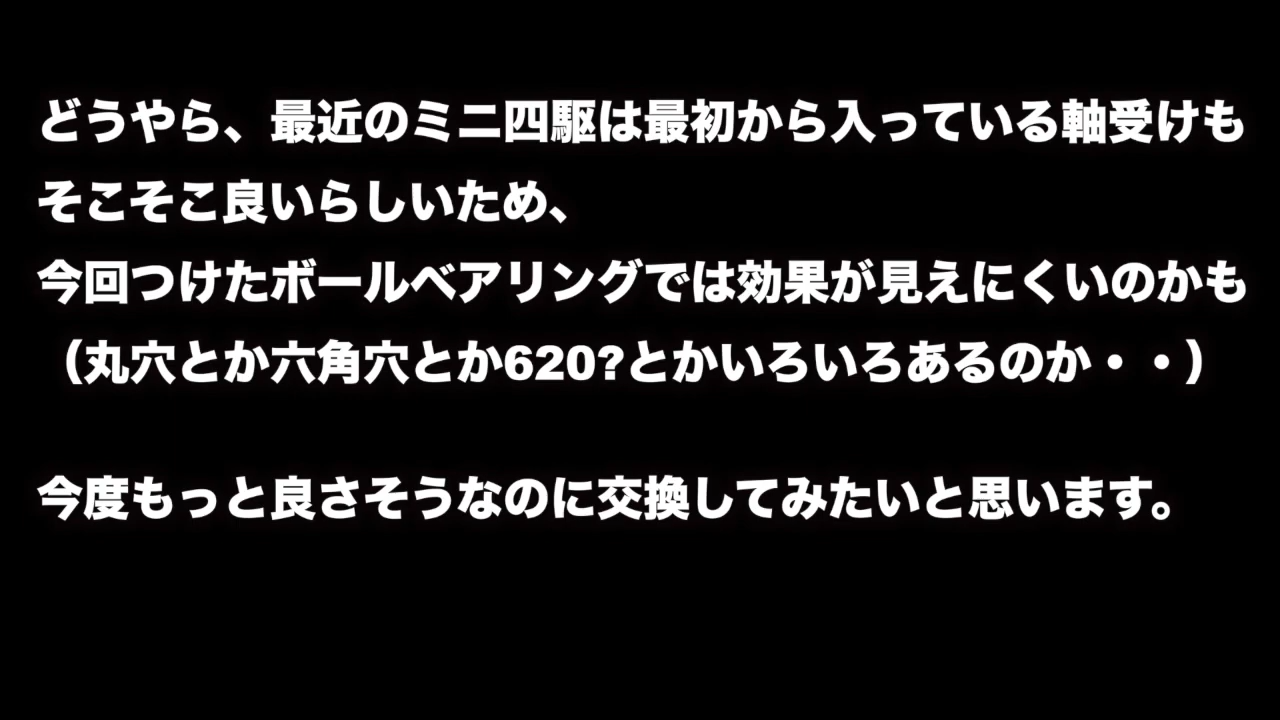 どうやら、最近のミニ四駆は最初から入っている軸受けも
そこそこ良いらしいため、
今回つけたボールベアリングでは効果が見えにくいのかも
（丸穴とか六角穴とか620?とかいろいろあるのか・・）
今度もっと良さそうなのに交換してみたいと思います。